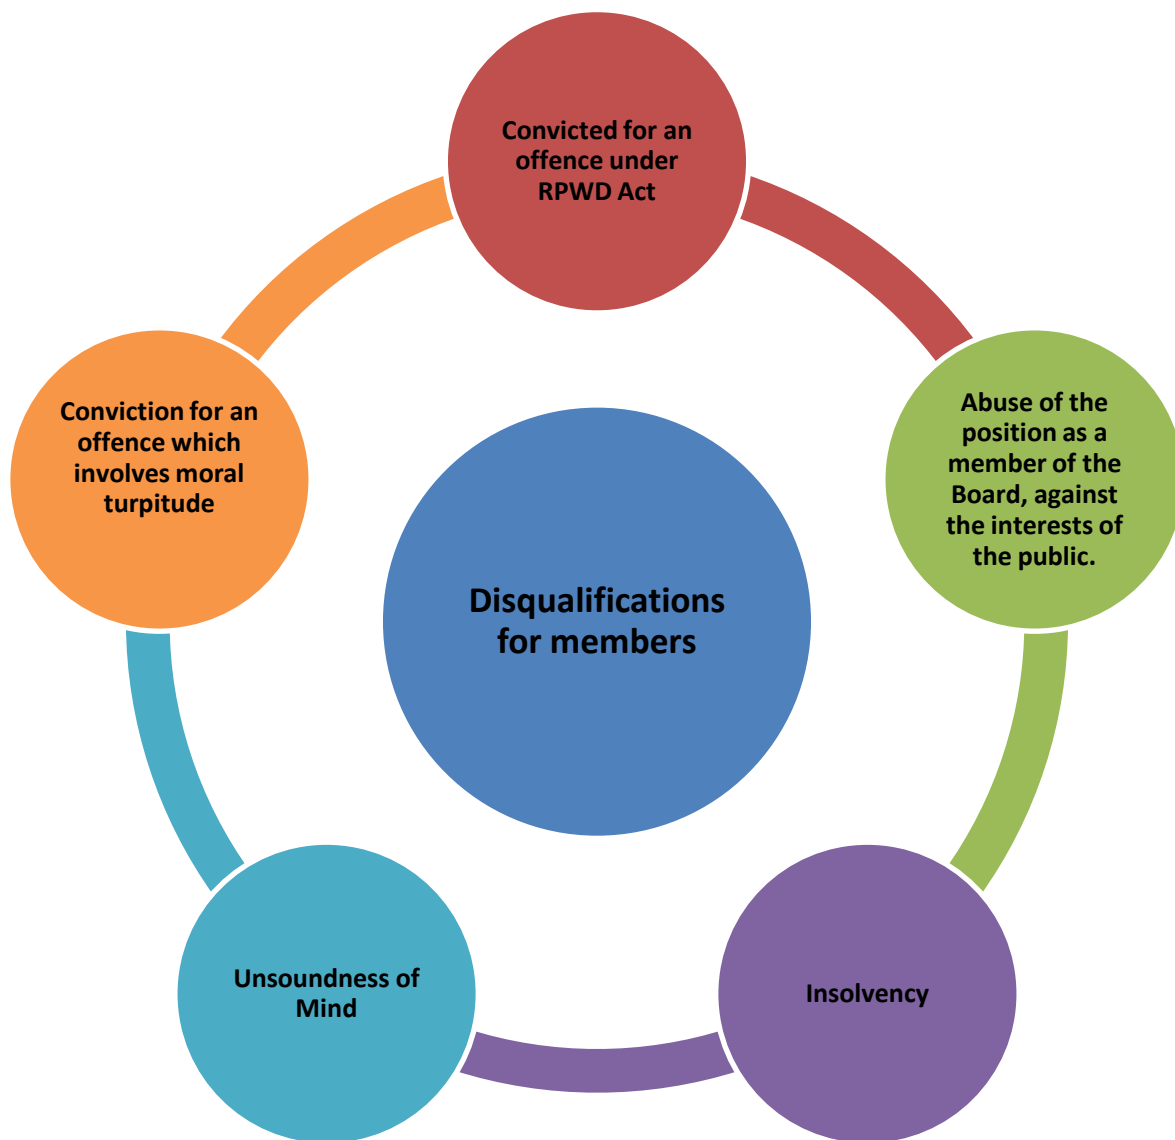 Convicted for an
offence under
RPWD Act
Abuse of the
position as a
member of the
Board, against
the interests of
the public.
Insolvency
Unsoundness of
Mind
Conviction for an
offence which
involves moral
turpitude
Disqualifications
for members